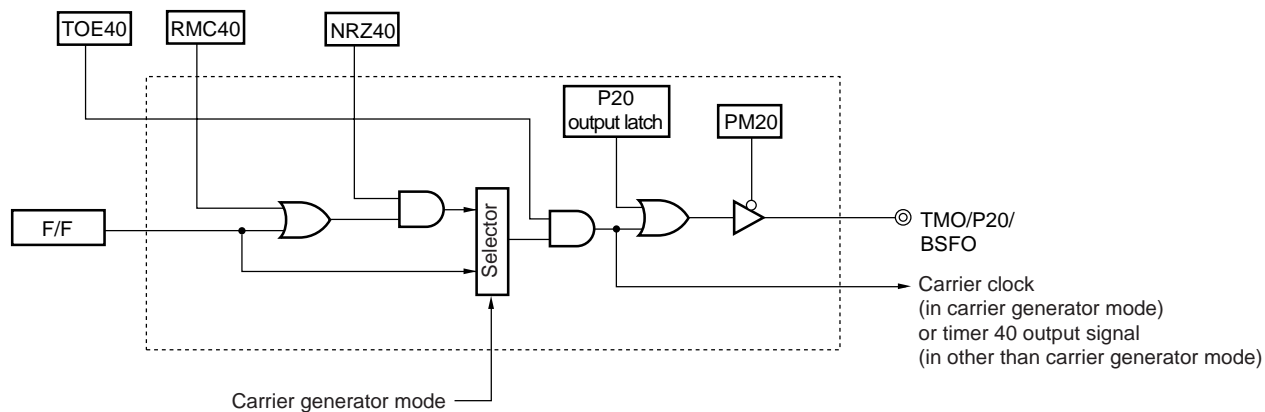 TOE40
RMC40
NRZ40
P20
output latch
PM20
F/F
Selector
TMO/P20/
BSFO
Carrier clock
(in carrier generator mode)
or timer 40 output signal
(in other than carrier generator mode)
Carrier generator mode